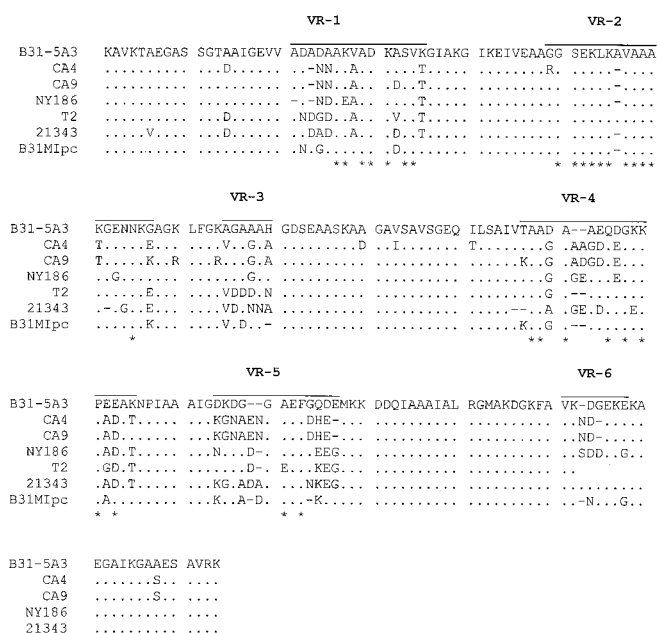 VR-1 VR-2
B31-5A3 KAVKTAEGAS SGTAAIGEVV ADADAAKVAD KASVKGIAKG IKEIVEAAGG SEKLKAVAAA
CA4 .......... ...D...... ..-NN..A.. ....T..... ........R. .....-....
CA9 .......... ...D...... ..-NN..A.. .D..T..... .......... .....-....
NY186 .......... .......... -.-ND.EA.. ....T..... .......... .....-....
T2 .......... ...D...... .NDGD..A.. .V..K..... .......... .....-....
21343 .....V.... ...D...... ..DAD..A.. .D..K..... .......... .....-....
B31MIpc .......... .......... .N.G...... .D........ .......... .....-....
** ** * ** * ***** ****
VR-3 VR-4
B31-5A3 KGENNKGAGK LFGKAGAAAH GDSEAASKAA GAVSAVSGEQ ILSAIVTAAD A--AEQDGKK
CA4 T....E.... ....V..G.A ........D. ..I....... .T.......G .AAGD.E...
CA9 T....K..R. ...R...G.A .......... .......... ......K..G .ADGD.E...
NY186 ..G....... .......G.. .......... .......... .........G .GE...E...
T2 .....E.... ....VDDD.N .......... .......... .........G .--.......
21343 .-.G.E.... ....VD.NNA .......... .......... .....--..A .GE.D..E..
B31MIpc .....K.... ....V.D..- .......... .......... ......K..G .--.......
* ** * * * *
VR-5 VR-6
B31-5A3 PEEAKNPIAA AIGDKDG--G AEFGQDEMKK DDQIAAAIAL RGMAKDGKFA VK-DGEKEKA
CA4 .AD.T..... ...KGNAEN. ...DHE-... .......... .......... ..ND-.....
CA9 .AD.T..... ...KGNAEN. ...DHE-... .......... .......... ..ND-.....
NY186 .......... ...N..D-.. ....EEG... .......... .......... ..SDD..G..
T2 .GD.T..... ...D..--.. E...KEG... .......... .......... ..
21343 .AD.T..... ...KG.ADA. ...NKEG... .......... .......... ..........
B31MIpc .A........ ...K..A-D. ...-K..... .......... .......... ..-N...G..
* * * *
B31-5A3 EGAIKGAAES AVRK
CA4 .......S.. ....
CA9 .......S.. ....
NY186 .......... ....
21343 .......... ....